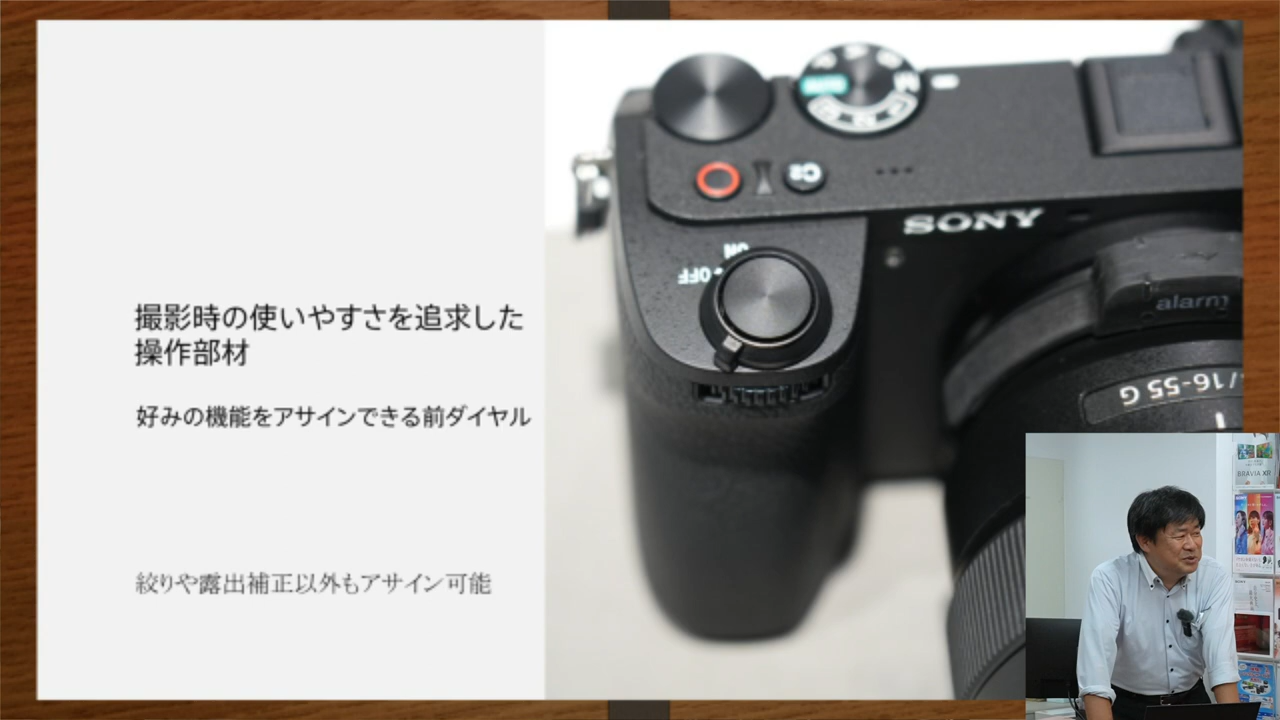 撮影時の使いやすさを追求した
操作部材
好みの機能をアサインできる前ダイヤル
絞りや露出補正以外もアサイン可能
C2
SONY
ON
OFF
alarm
/16-55 G
BRAVIA XR